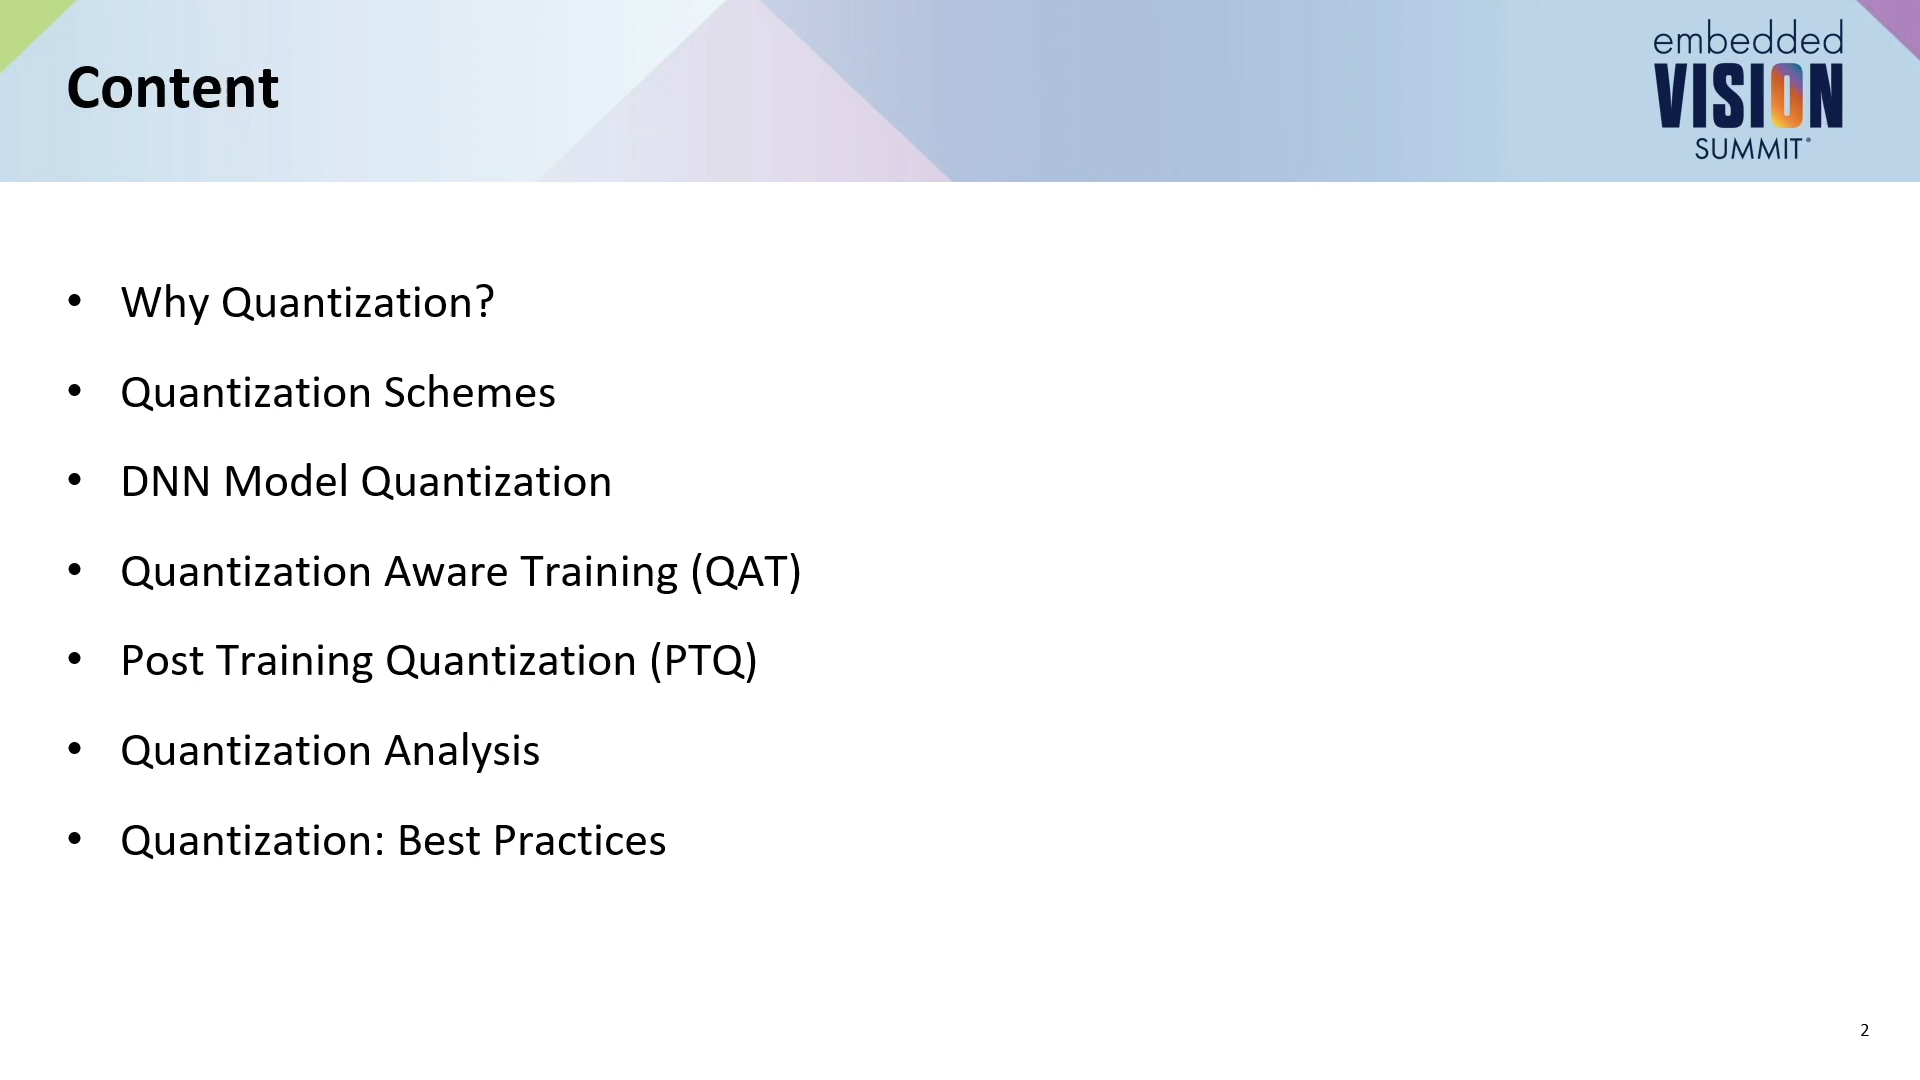 Content
embedded
VISION
SUMMIT®
• Why Quantization?
• Quantization Schemes
• DNN Model Quantization
• Quantization Aware Training (QAT)
• Post Training Quantization (PTQ)
• Quantization Analysis
• Quantization: Best Practices
2